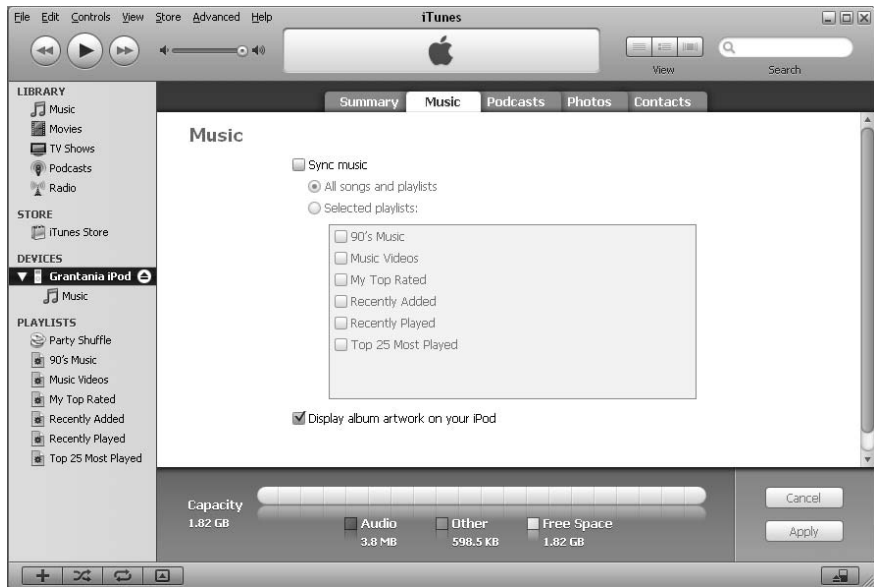 File Edit Controls View Store Advanced Help
iTunes
View
Search
LIBRARY
Music
Movies
TV Shows
Podcasts
Radio
STORE
iTunes Store
DEVICES
Grantania iPod
Music
PLAYLISTS
Party Shuffle
90's Music
Music Videos
My Top Rated
Recently Added
Recently Played
Top 25 Most Played
Summary Music Podcasts Photos Contacts
Music
Sync music
All songs and playlists
Selected playlists:
90's Music
Music Videos
My Top Rated
Recently Added
Recently Played
Top 25 Most Played
Display album artwork on your iPod
Capacity
1.82 GB
Audio
3.8 MB
Other
598.5 KB
Free Space
1.82 GB
Cancel
Apply